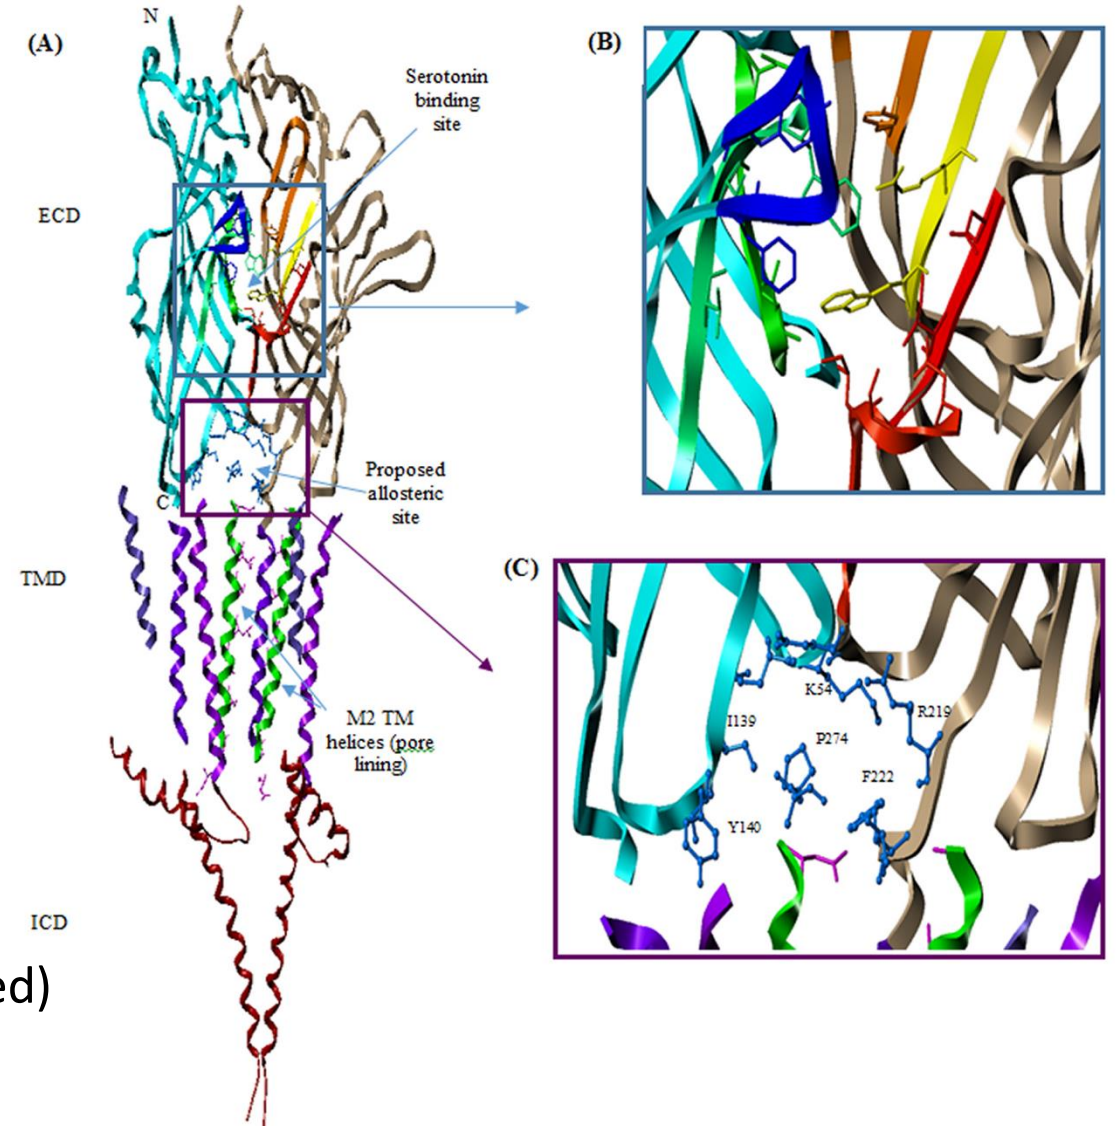 (A)
N
Serotonin
binding
site
ECD
Proposed
allosteric
site
C
TMD
M2 TM
helices (pore
lining)
ICD
ed)
(B)
(C)
K54
R219
I139
P274
F222
Y140